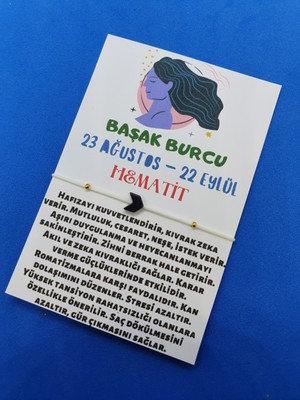 BAŞAK BURCU
23 AĞUSTOS – 22 EYLÜL
HEMATİT
HAFIZAYI KUVVETLENDİRİR, KIVRAK ZEKA
VERİR. MUTLULUK, CESARET, NEŞE, İSTEK VERİR.
AŞIRI DUYGULANMA VE HEYECANLANMAYI
SAKİNLEŞTİRİR. ZİHNİ BERRAK HALE GETİRİR.
AKIL VE ZEKA KIVRAKLIĞI SAĞLAR. KARAR
VERME GÜÇLÜKLERİNDE ETKİLİDİR.
ROMATİZMALARA KARŞI FAYDALIDIR. KAN
DOLAŞIMINI DÜZENLER. STRESİ AZALTIR.
YÜKSEK TANSİYON RAHATSIZLIĞI OLANLARA
ÖZELLİKLE ÖNERİLİR. SAÇ DÖKÜLMESİNİ
AZALTIR, GÜR ÇIKMASINI SAĞLAR.